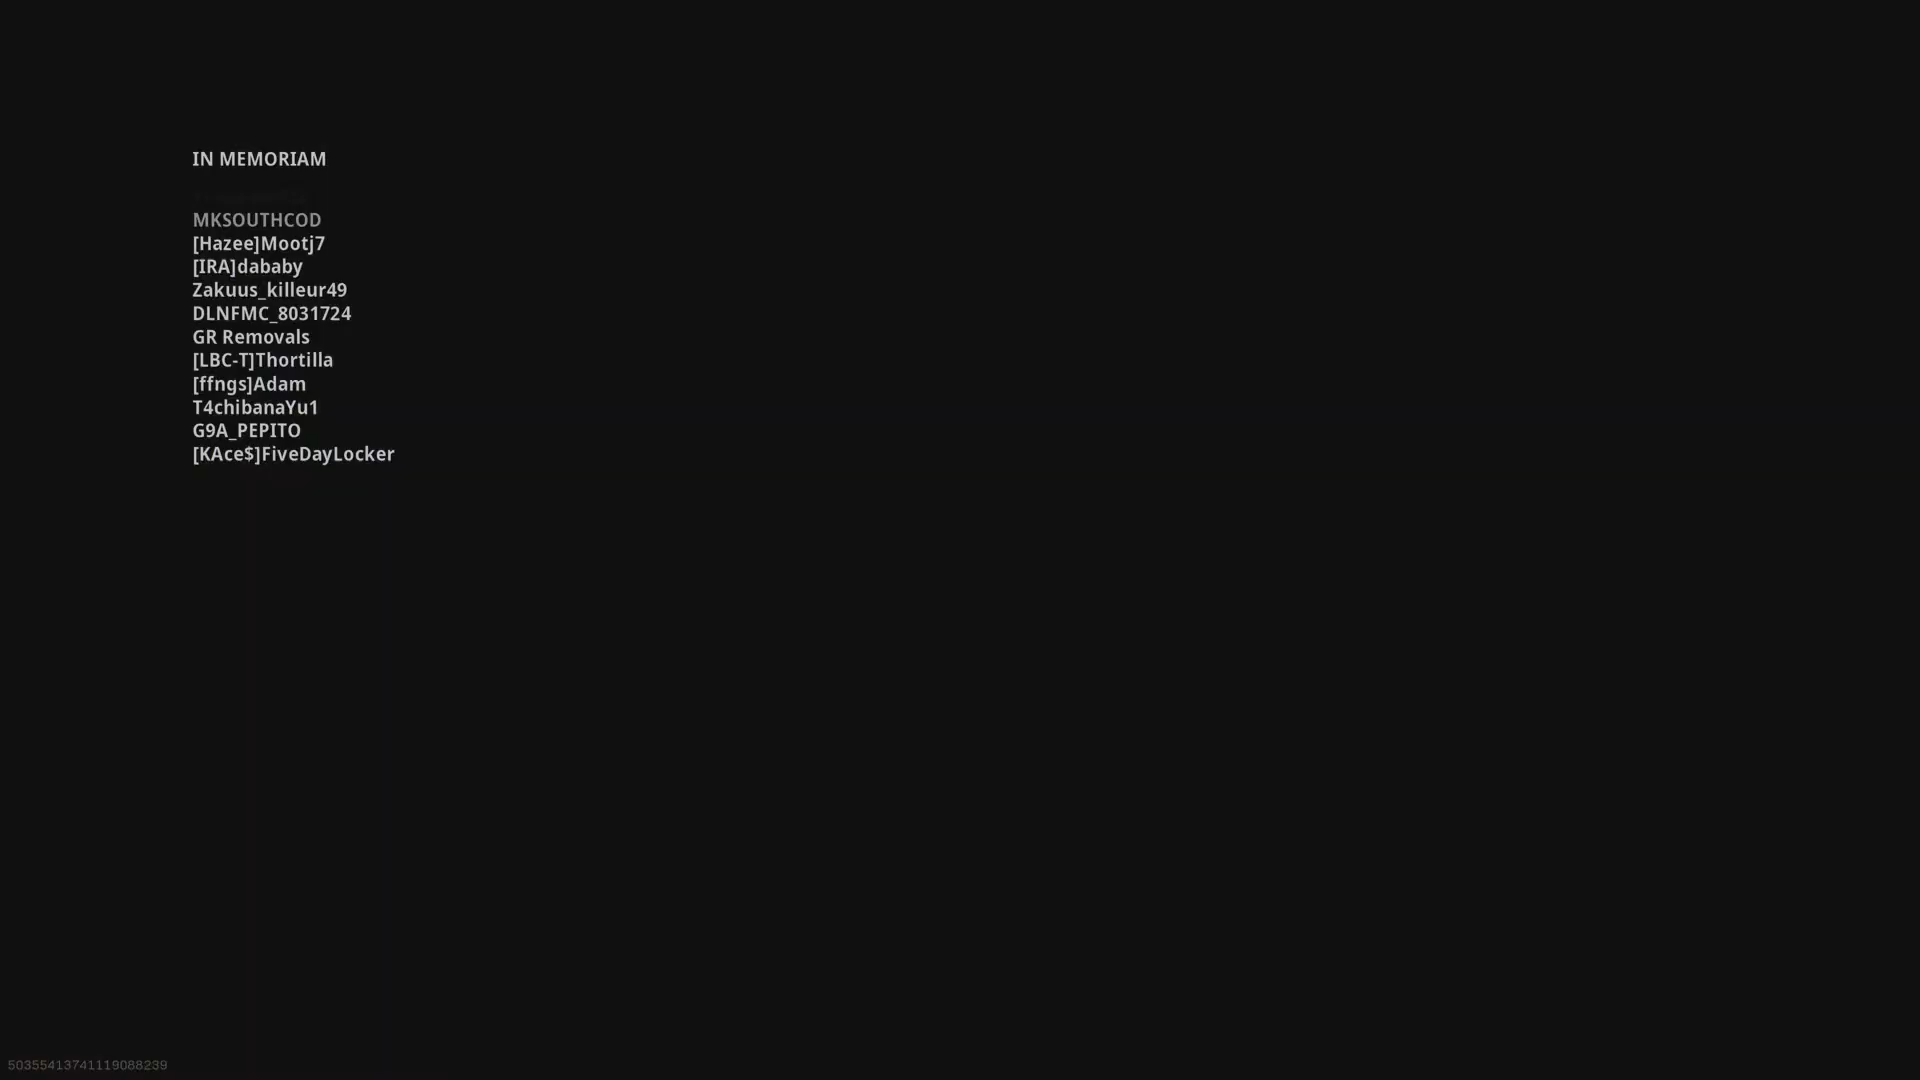 IN MEMORIAM
MKSOUTHCOD
[Hazee]Mootj7
[IRA]dababy
Zakuus_killeur49
DLNFMC_8031724
GR Removals
[LBC-T]Thortilla
[ffngs]Adam
T4chibanaYu1
G9A_PEPITO
[KAce$]FiveDayLocker
50355413741119088239